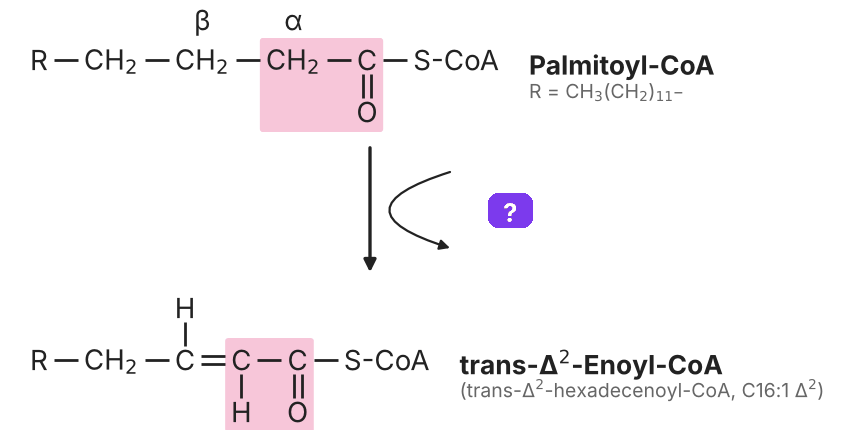 β α
R — CH₂ — CH₂ — CH₂ — C — S-CoA
O
Palmitoyl-CoA
R = CH₃(CH₂)₁₁–
?
H
R — CH₂ — C = C — C — S-CoA
H O
trans-Δ²-Enoyl-CoA
(trans-Δ²-hexadecenoyl-CoA, C16:1 Δ²)